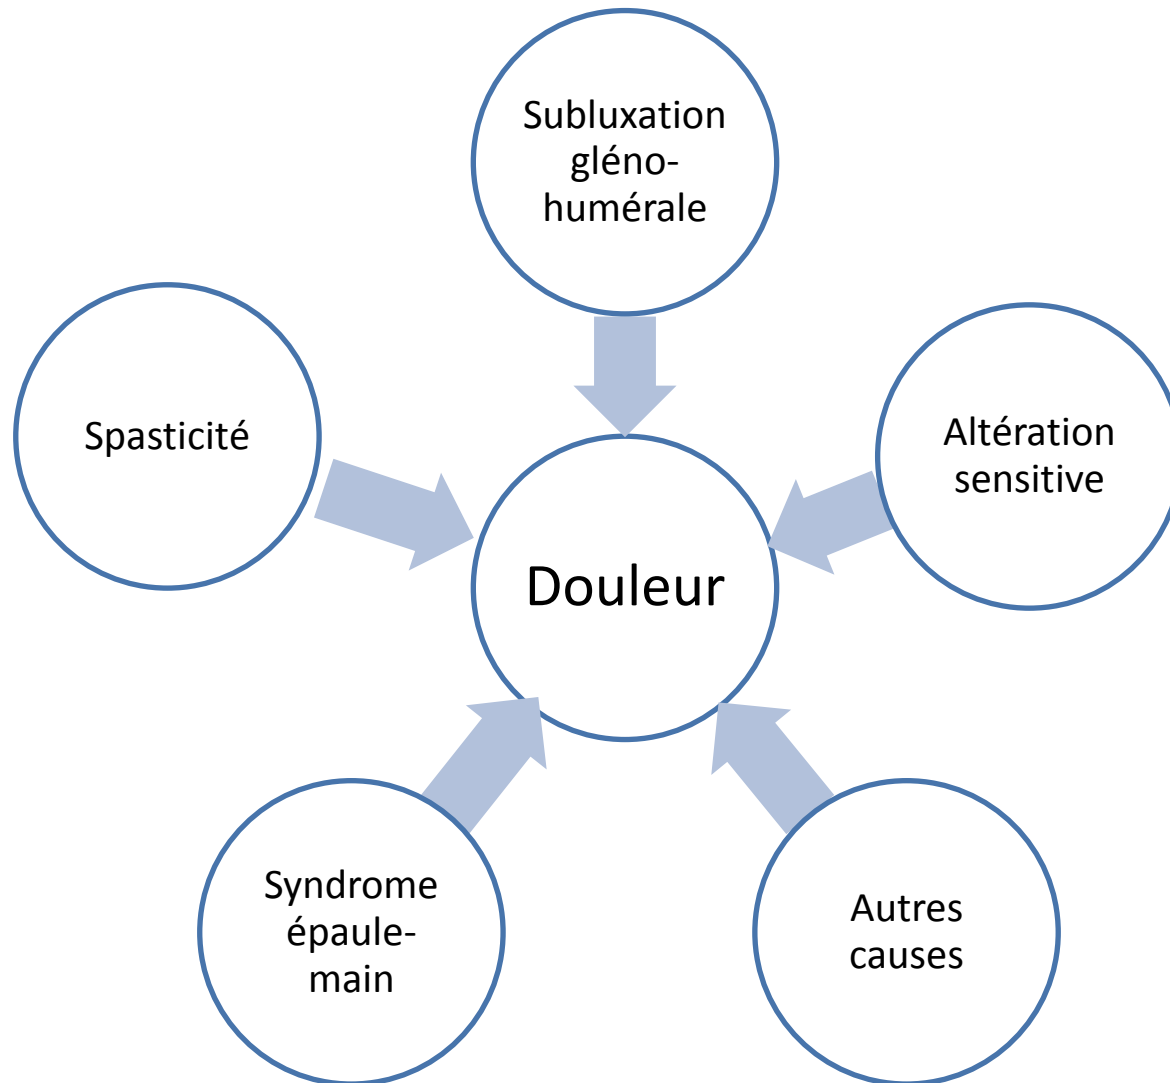 Subluxation
gléno-
humérale
Spasticité
Altération
sensitive
Douleur
Syndrome
épaule-
main
Autres
causes